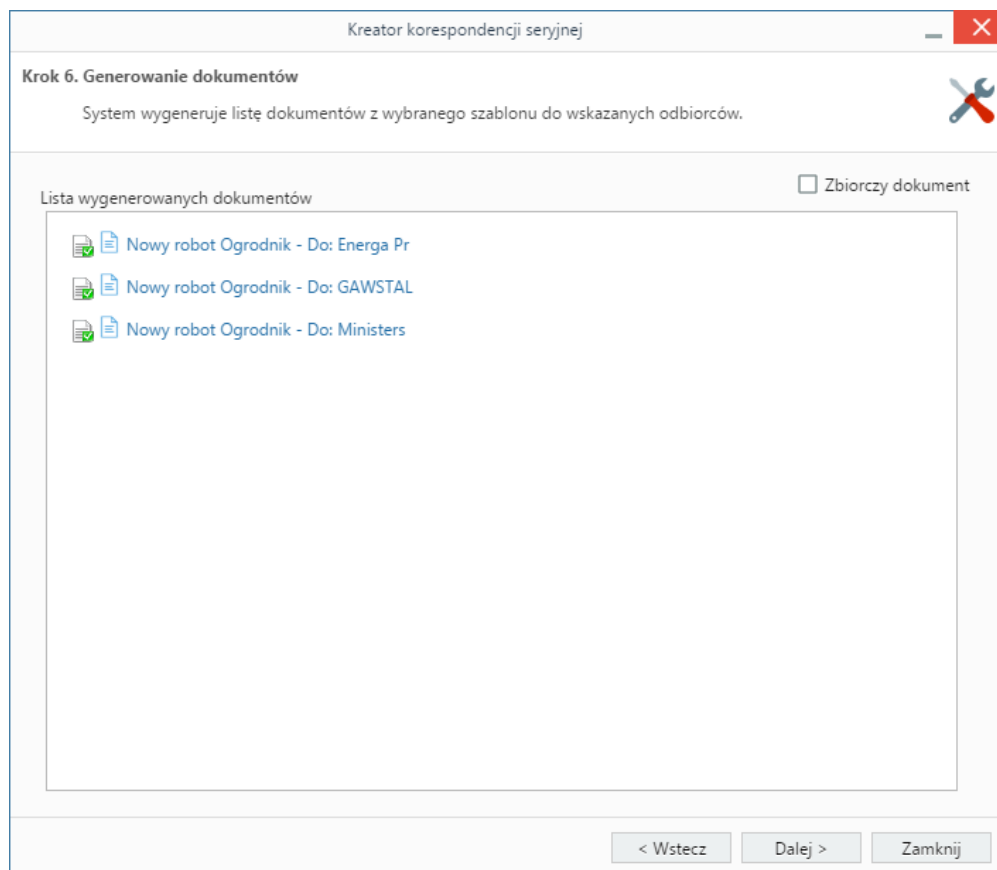 Kreator korespondencji seryjnej
Krok 6. Generowanie dokumentów
System wygeneruje listę dokumentów z wybranego szablonu do wskazanych odbiorców.
Zbiorczy dokument
Lista wygenerowanych dokumentów
Nowy robot Ogrodnik - Do: Energa Pr
Nowy robot Ogrodnik - Do: GAWSTAL
Nowy robot Ogrodnik - Do: Ministers
< Wstecz Dalej > Zamknij